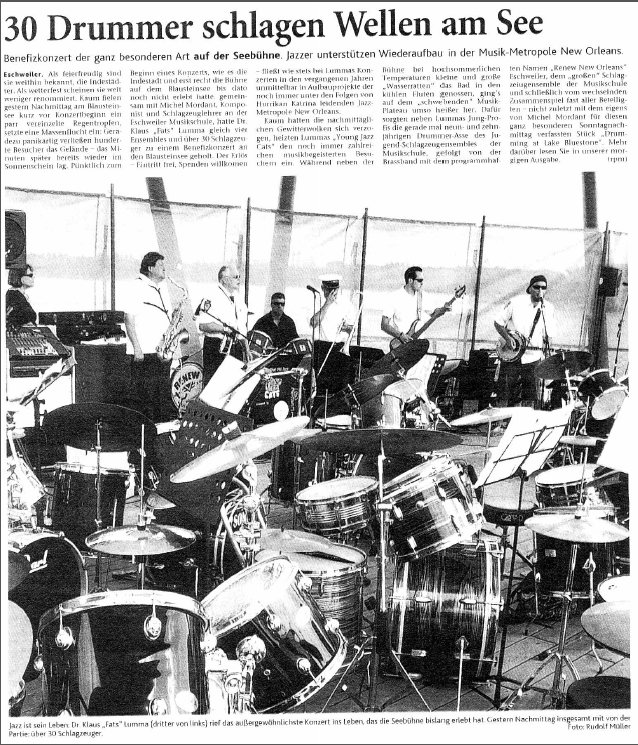 30 Drummer schlagen Wellen am See
Benefizkonzert der ganz besonderen Art auf der Seebühne. Jazzer unterstützen Wiederaufbau in der Musik-Metropole New Orleans.
Eschweiler. Als feierfreudig sind
sie weithin bekannt, die Indestäd-
ter. Als wetterfest scheinen sie weit
weniger renommiert. Kaum fielen
gestern Nachmittag am Blaustein-
see kurz vor Konzertbeginn ein
paar vereinzelte Regentropfen,
setzte eine Massenflucht ein: Ge-
radezu panikartig verließen hunder-
te Besucher das Gelände – das Mi-
nuten später bereits wieder im
Sonnenschein lag. Pünktlich zum
Beginn eines Konzerts, wie es die
Indestadt und erst recht die Bühne
auf dem Blausteinsee bis dato
noch nicht erlebt hatte: gemein-
sam mit Michel Mordant, Kompo-
nist und Schlagzeuglehrer an der
Eschweiler Musikschule, hatte Dr.
Klaus „Fats" Lumma gleich vier
Ensembles und über 30 Schlagzeu-
ger zu einem Benefizkonzert an
den Blausteinsee geholt. Der Erlös
– Eintritt frei, Spenden willkommen
– fließt wie stets bei Lummas Kon-
zerten in den vergangenen Jahren
unmittelbar in Aufbauprojekte der
noch immer unter den Folgen von
Hurrikan Katrina leidenden Jazz-
Metropole New Orleans.
Kaum hatten die nachmittägli-
chen Gewitterwolken sich verzo-
gen, heizten Lummas „Young Jazz
Cats" den noch immer zahlrei-
chen musikbegeisterten Besu-
chern ein. Während neben der
Bühne bei hochsommerlichen
Temperaturen kleine und große
„Wasserratten" das Bad in den
kühlen Fluten genossen, ging's
auf dem „schwebenden" Musik-
Plateau umso heißer her. Dafür
sorgten neben Lummas Jung-Pro-
fis die gerade mal neun- und zehn-
jährigen Drummer-Asse des Ju-
gend-Schlagzeugensembles der
Musikschule, gefolgt von der
Brassband mit dem programmhaf-
ten Namen „Renew New Orleans"
Eschweiler, dem „großen" Schlag-
zeugensemble der Musikschule
und schließlich vom verschärften
Zusammenspiel fast aller Beteilig-
ten – nicht zuletzt bei dem eigens
von Michel Mordant für diesen
ganz besonderen Sonntagnach-
mittag verfassten Stück „Drum-
ming at Lake Bluestone". Mehr
darüber lesen Sie in unserer mor-
gigen Ausgabe. (rpm)
RENEW
CATS
Jazz ist sein Leben: Dr. Klaus „Fats" Lumma (dritter von links) rief das außergewöhnlichste Konzert ins Leben, das die Seebühne bislang erlebt hat. Gestern Nachmittag insgesamt mit von der
Partie: über 30 Schlagzeuger. Foto: Rudolf Müller